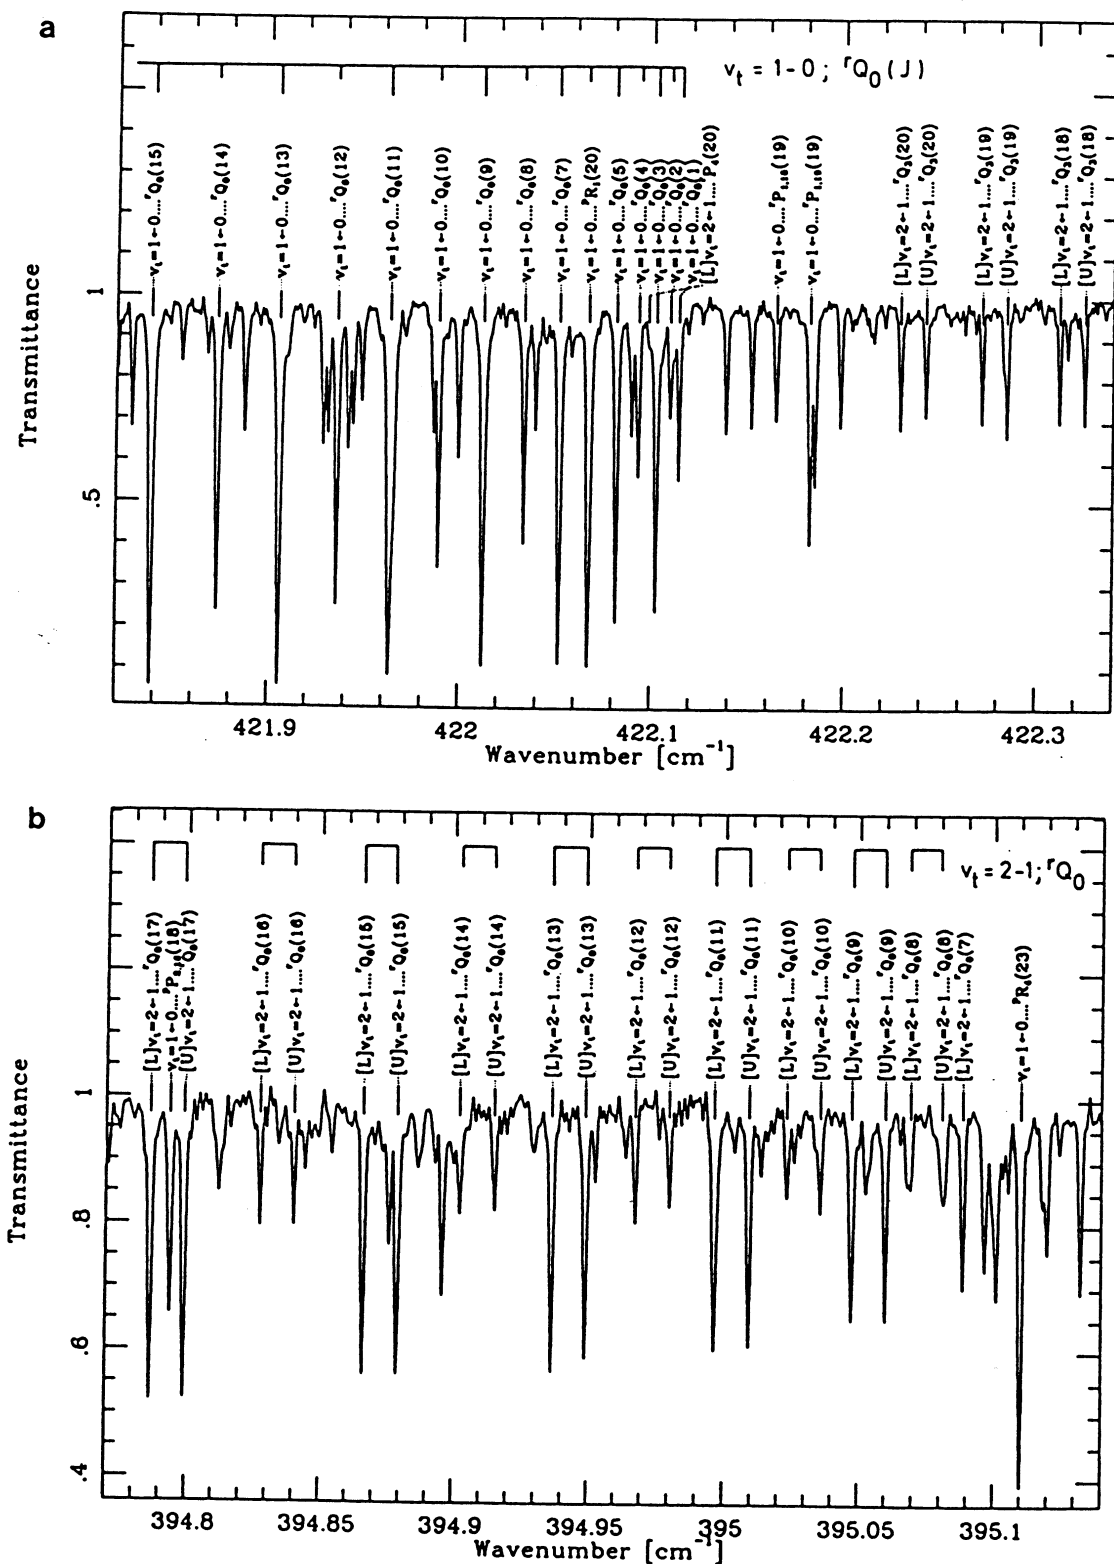 a
v_t = 1-0 ; ^rQ_0(J)
v_t=1←0....^rQ_0(15)
v_t=1←0....^rQ_0(14)
v_t=1←0....^rQ_0(13)
v_t=1←0....^rQ_0(12)
v_t=1←0....^rQ_0(11)
v_t=1←0....^rQ_0(10)
v_t=1←0....^rQ_0(9)
v_t=1←0....^rQ_0(8)
v_t=1←0....^rQ_0(7)
v_t=1←0....^pR_1(20)
v_t=1←0....^rQ_0(5)
v_t=1←0....^rQ_0(4)
v_t=1←0....^rQ_0(3)
v_t=1←0....^rQ_0(2)
v_t=1←0....^rQ_0(1)
[L]v_t=2←1....P (20)
v_t=1←0.... (19)
v_t=1←0.... (19)
[L]v_t=2←1....^rQ_3(20)
[U]v_t=2←1....^rQ_3(20)
[L]v_t=2←1....^rQ_3(19)
[U]v_t=2←1....^rQ_3(19)
[L]v_t=2←1....^rQ_3(18)
[U]v_t=2←1....^rQ_3(18)
Transmittance
1
.5
421.9
422
422.1
422.2
422.3
Wavenumber [cm⁻¹]
b
v_t = 2-1; ^rQ_0
[L]v_t=2←1....^rQ_0(17)
v_t=1←0.... (18)
[U]v_t=2←1....^rQ_0(17)
[L]v_t=2←1....^rQ_0(16)
[U]v_t=2←1....^rQ_0(16)
[L]v_t=2←1....^rQ_0(15)
[U]v_t=2←1....^rQ_0(15)
[L]v_t=2←1....^rQ_0(14)
[U]v_t=2←1....^rQ_0(14)
[L]v_t=2←1....^rQ_0(13)
[U]v_t=2←1....^rQ_0(13)
[L]v_t=2←1....^rQ_0(12)
[U]v_t=2←1....^rQ_0(12)
[L]v_t=2←1....^rQ_0(11)
[U]v_t=2←1....^rQ_0(11)
[L]v_t=2←1....^rQ_0(10)
[U]v_t=2←1....^rQ_0(10)
[L]v_t=2←1....^rQ_0(9)
[U]v_t=2←1....^rQ_0(9)
[L]v_t=2←1....^rQ_0(8)
[U]v_t=2←1....^rQ_0(8)
[L]v_t=2←1....^rQ_0(7)
v_t=1←0.... (23)
Transmittance
1
.8
.6
.4
394.8
394.85
394.9
394.95
395
395.05
395.1
Wavenumber [cm⁻¹]